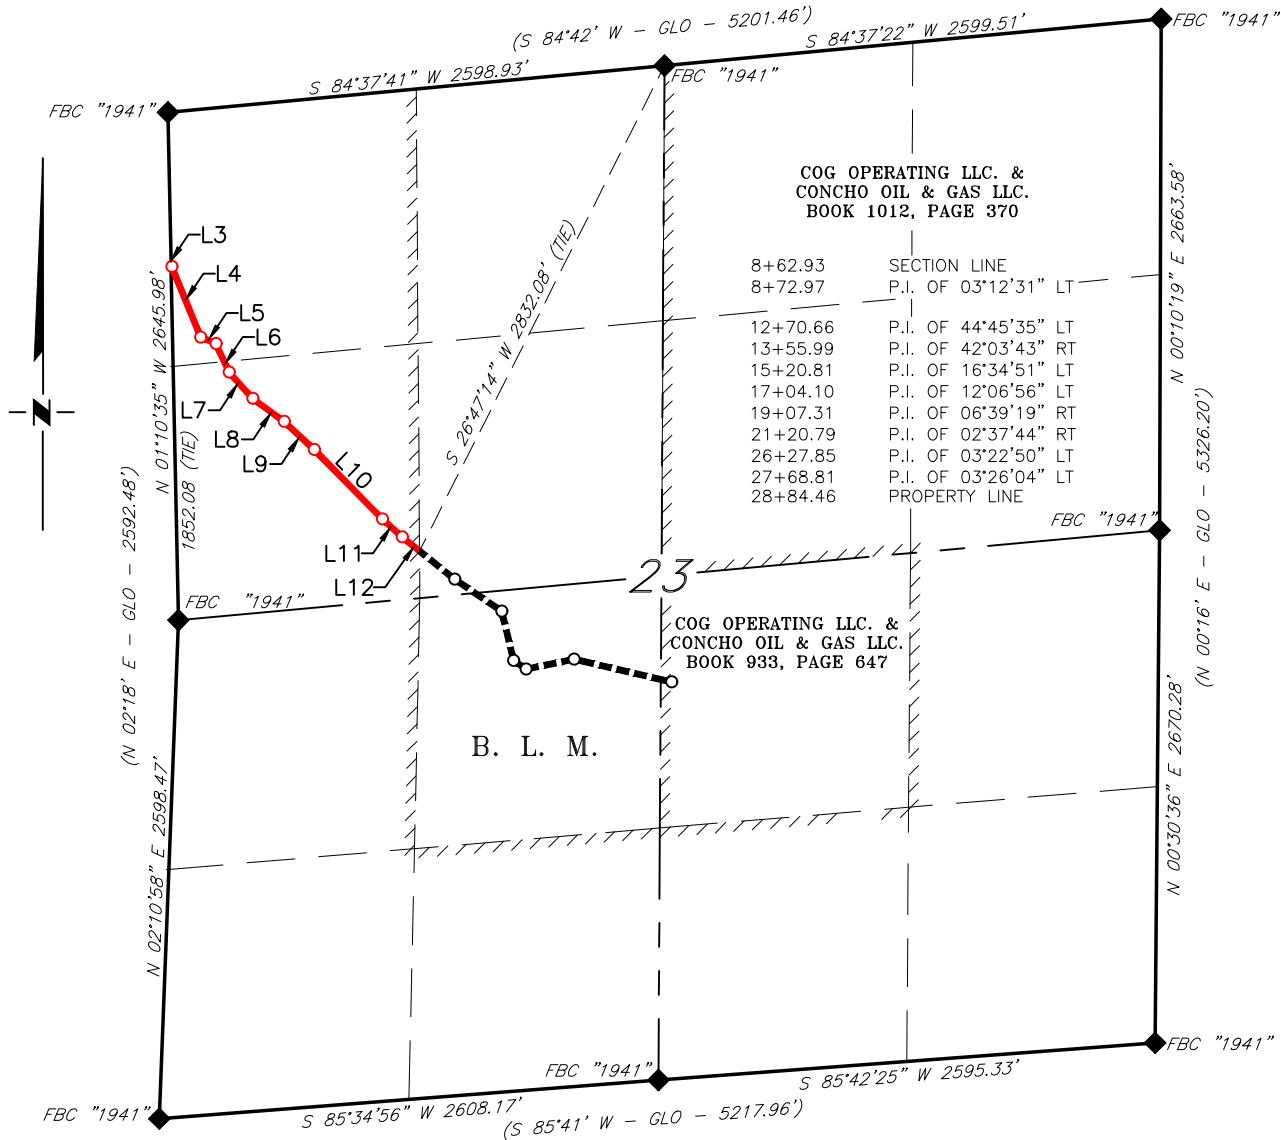 (S 84°42' W - GLO - 5201.46')
S 84°37'22" W 2599.51'
FBC "1941"
S 84°37'41" W 2598.93'
FBC "1941"
FBC "1941"
COG OPERATING LLC. &
CONCHO OIL & GAS LLC.
BOOK 1012, PAGE 370
N 00°10'19" E 2663.58'
L3
L4
L5
L6
L7
L8
L9
L10
L11
L12
N 01°10'35" W 2645.98'
1852.08 (TIE)
S 26°47'14" W 2832.08' (TIE)
8+62.93 SECTION LINE
8+72.97 P.I. OF 03°12'31" LT
12+70.66 P.I. OF 44°45'35" LT
13+55.99 P.I. OF 42°03'43" RT
15+20.81 P.I. OF 16°34'51" LT
17+04.10 P.I. OF 12°06'56" LT
19+07.31 P.I. OF 06°39'19" RT
21+20.79 P.I. OF 02°37'44" RT
26+27.85 P.I. OF 03°22'50" LT
27+68.81 P.I. OF 03°26'04" LT
28+84.46 PROPERTY LINE
N
(N 02°18' E - GLO - 2592.48')
(N 00°16' E - GLO - 5326.20')
FBC "1941"
FBC "1941"
23
COG OPERATING LLC. &
CONCHO OIL & GAS LLC.
BOOK 933, PAGE 647
B. L. M.
N 02°10'58" E 2598.47'
N 00°30'36" E 2670.28'
FBC "1941"
FBC "1941"
S 85°42'25" W 2595.33'
FBC "1941"
S 85°34'56" W 2608.17'
(S 85°41' W - GLO - 5217.96')